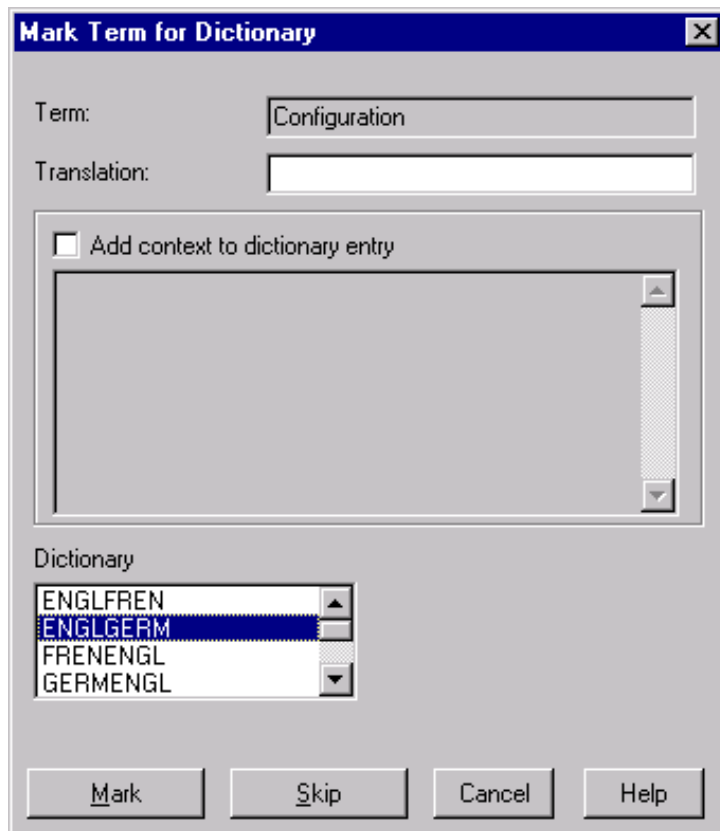 Mark Term for Dictionary
Term: Configuration
Translation:
Add context to dictionary entry
Dictionary
ENGLFREN
ENGLGERM
FRENENGL
GERMENGL
Mark Skip Cancel Help